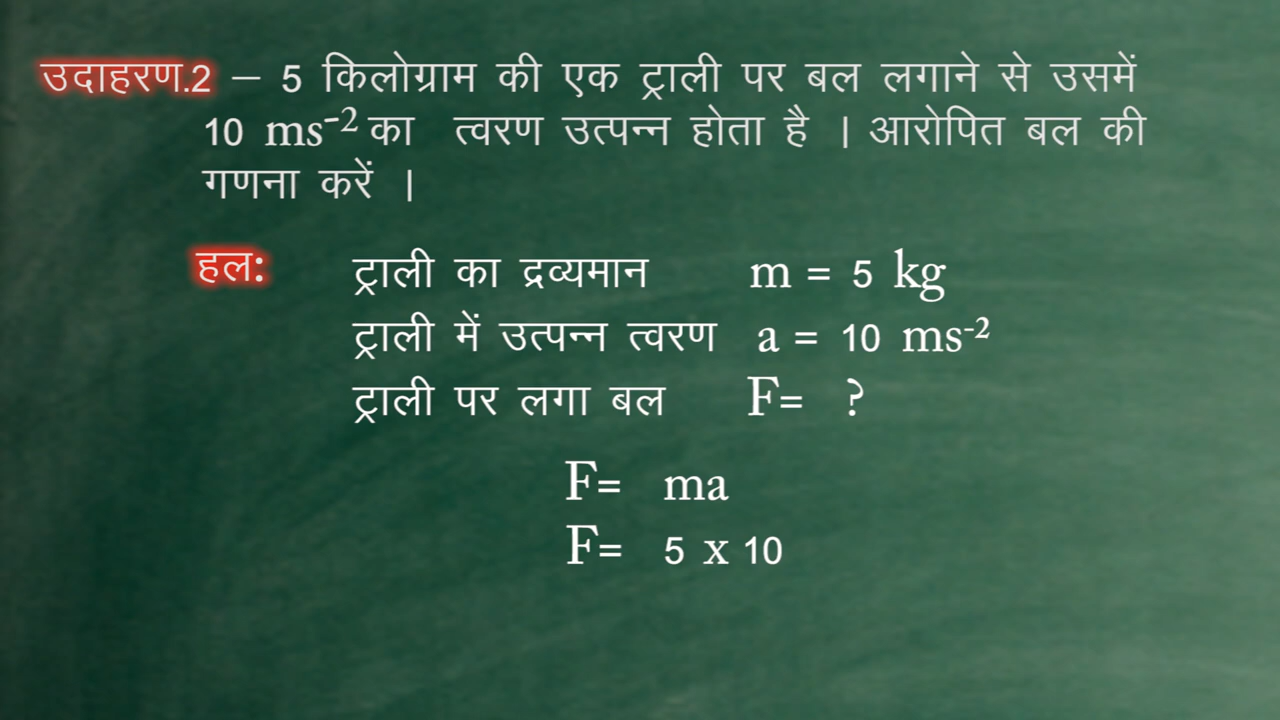 उदाहरण.2 – 5 किलोग्राम की एक ट्राली पर बल लगाने से उसमें
10 ms⁻² का त्वरण उत्पन्न होता है । आरोपित बल की
गणना करें ।
हल: ट्राली का द्रव्यमान m = 5 kg
ट्राली में उत्पन्न त्वरण a = 10 ms⁻²
ट्राली पर लगा बल F= ?
F= ma
F= 5 x 10